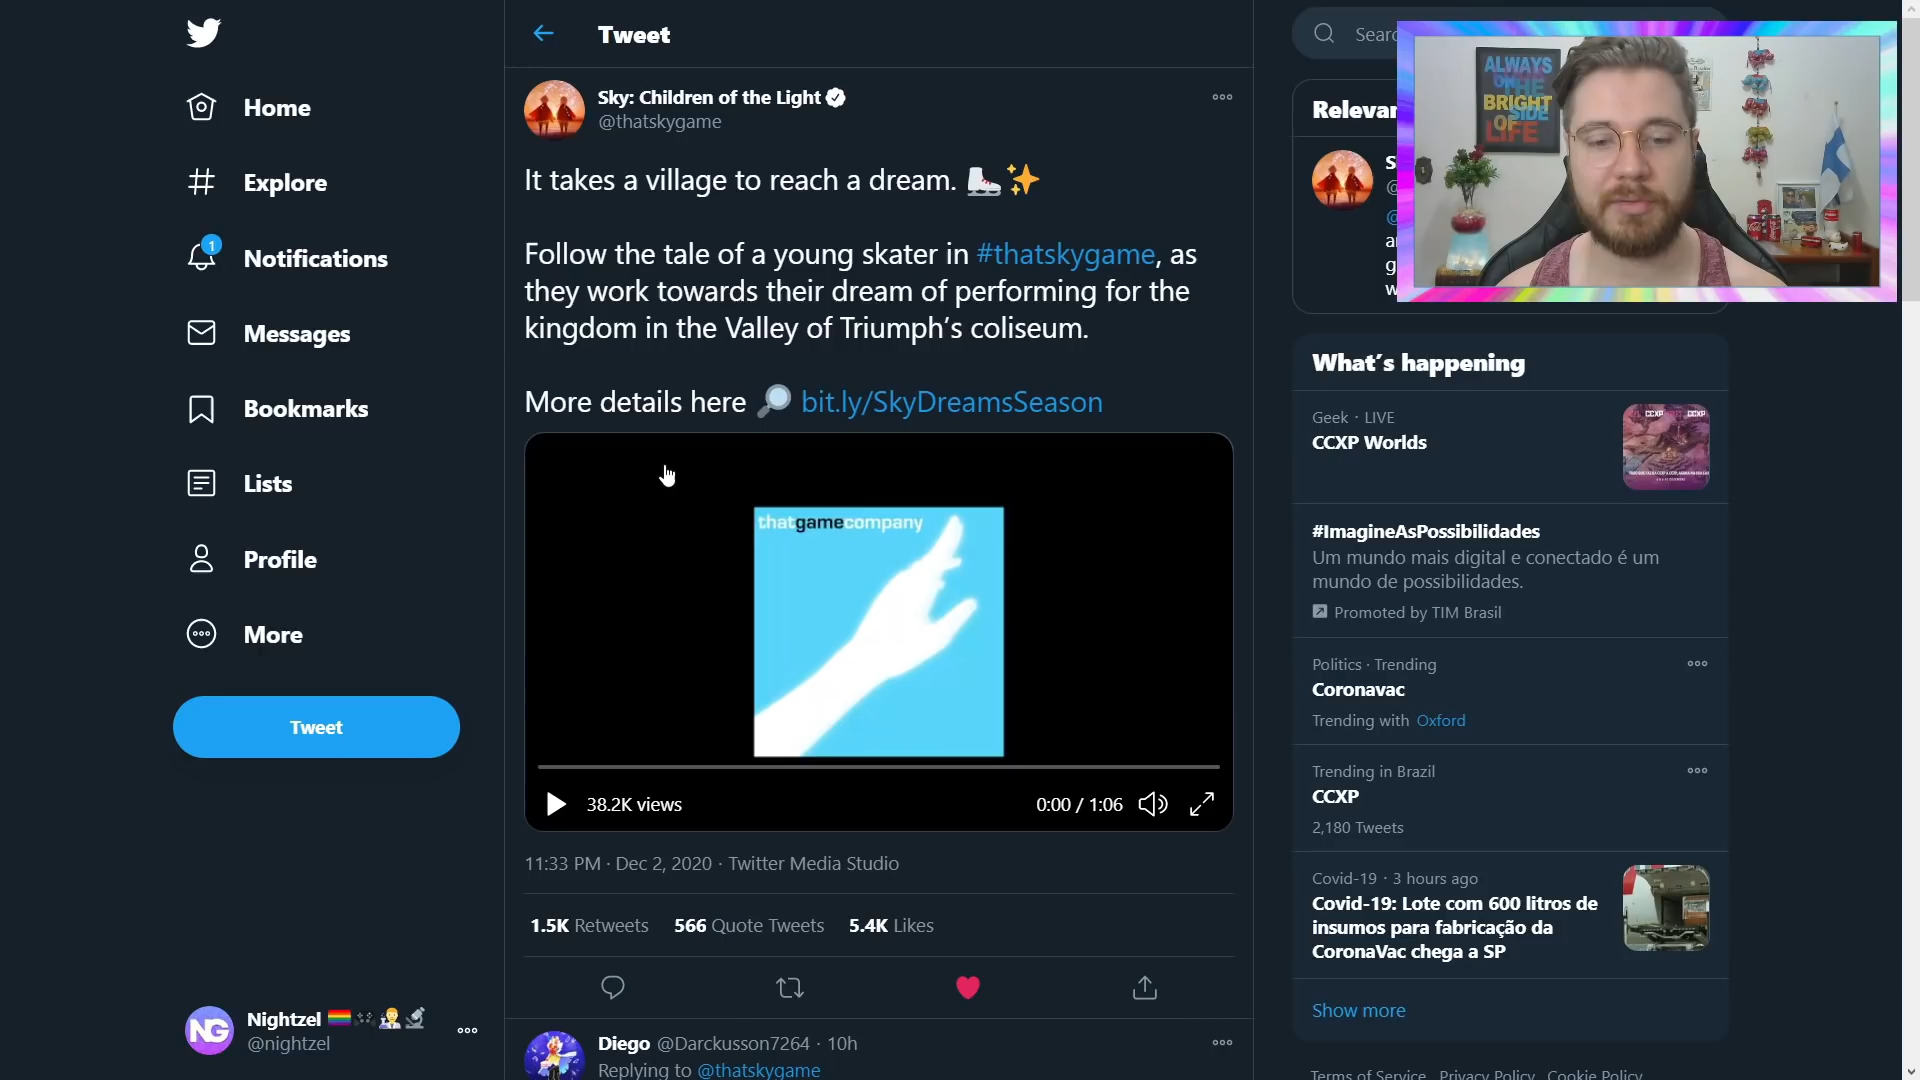 Home
Explore
1
Notifications
Messages
Bookmarks
Lists
Profile
More
Tweet
NG
Nightzel
@nightzel
Tweet
Sky: Children of the Light
@thatskygame
It takes a village to reach a dream. ⛸️✨
Follow the tale of a young skater in #thatskygame, as
they work towards their dream of performing for the
kingdom in the Valley of Triumph's coliseum.
More details here 🔎 bit.ly/SkyDreamsSeason
thatgamecompany
38.2K views
0:00 / 1:06
11:33 PM · Dec 2, 2020 · Twitter Media Studio
1.5K Retweets 566 Quote Tweets 5.4K Likes
Diego @Darckusson7264 · 10h
Replying to @thatskygame
Searc
Relevan
S
@
@
a
g
w
ALWAYS
ON THE
BRIGHT
SIDE
OF
LIFE
What's happening
Geek · LIVE
CCXP Worlds
CCXP
CCXP
#ImagineAsPossibilidades
Um mundo mais digital e conectado é um
mundo de possibilidades.
Promoted by TIM Brasil
Politics · Trending
Coronavac
Trending with Oxford
Trending in Brazil
CCXP
2,180 Tweets
Covid-19 · 3 hours ago
Covid-19: Lote com 600 litros de
insumos para fabricação da
CoronaVac chega a SP
Show more
Terms of Service Privacy Policy Cookie Policy